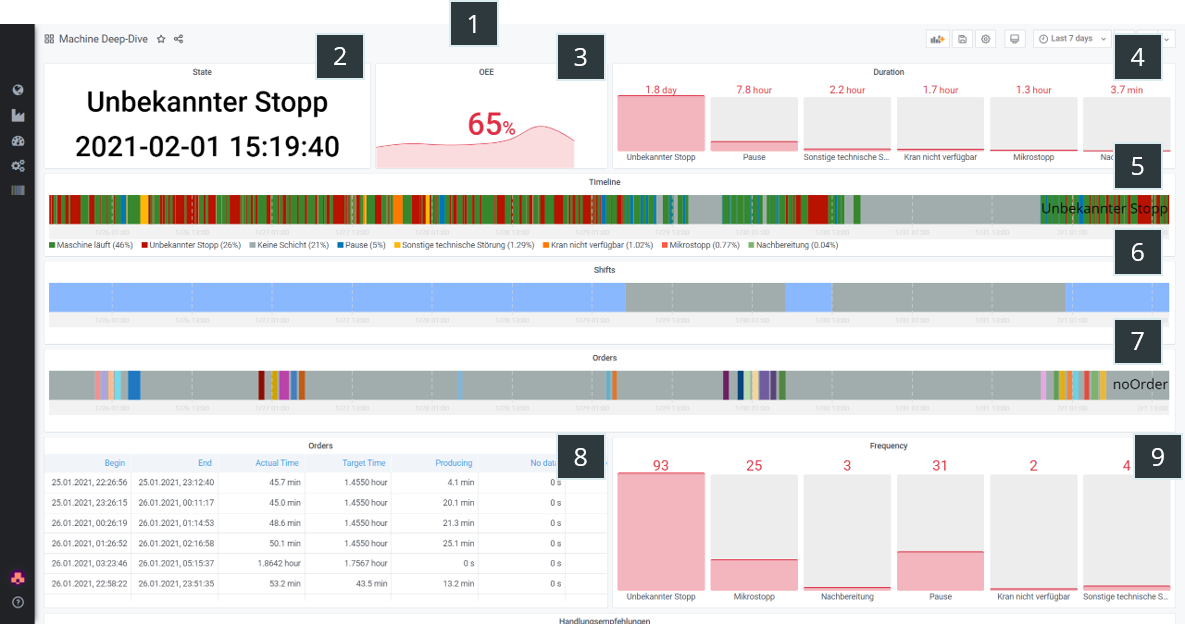 1
Machine Deep-Dive
Last 7 days
2
3
4
State
OEE
Duration
Unbekannter Stopp
2021-02-01 15:19:40
65%
1.8 day 7.8 hour 2.2 hour 1.7 hour 1.3 hour 3.7 min
Unbekannter Stopp Pause Sonstige technische S... Kran nicht verfügbar Mikrostopp
5
Timeline
Unbekannter Stopp
Maschine läuft (46%) Unbekannter Stopp (26%) Keine Schicht (21%) Pause (5%) Sonstige technische Störung (1.29%) Kran nicht verfügbar (1.02%) Mikrostopp (0.77%) Nachbereitung (0.04%)
6
Shifts
7
Orders
noOrder
Orders
8
Begin End Actual Time Target Time Producing No data
25.01.2021, 22:26:56 25.01.2021, 23:12:40 45.7 min 1.4550 hour 4.1 min 0 s
25.01.2021, 23:26:15 26.01.2021, 00:11:17 45.0 min 1.4550 hour 20.1 min 0 s
26.01.2021, 00:26:19 26.01.2021, 01:14:53 48.6 min 1.4550 hour 21.3 min 0 s
26.01.2021, 01:26:52 26.01.2021, 02:16:58 50.1 min 1.4550 hour 25.1 min 0 s
26.01.2021, 03:23:46 26.01.2021, 05:15:37 1.8642 hour 1.7567 hour 0 s 0 s
26.01.2021, 22:58:22 26.01.2021, 23:51:35 53.2 min 43.5 min 13.2 min 0 s
Frequency
9
93 25 3 31 2 4
Unbekannter Stopp Mikrostopp Nachbereitung Pause Kran nicht verfügbar Sonstige technische S...
Handlungsempfehlungen